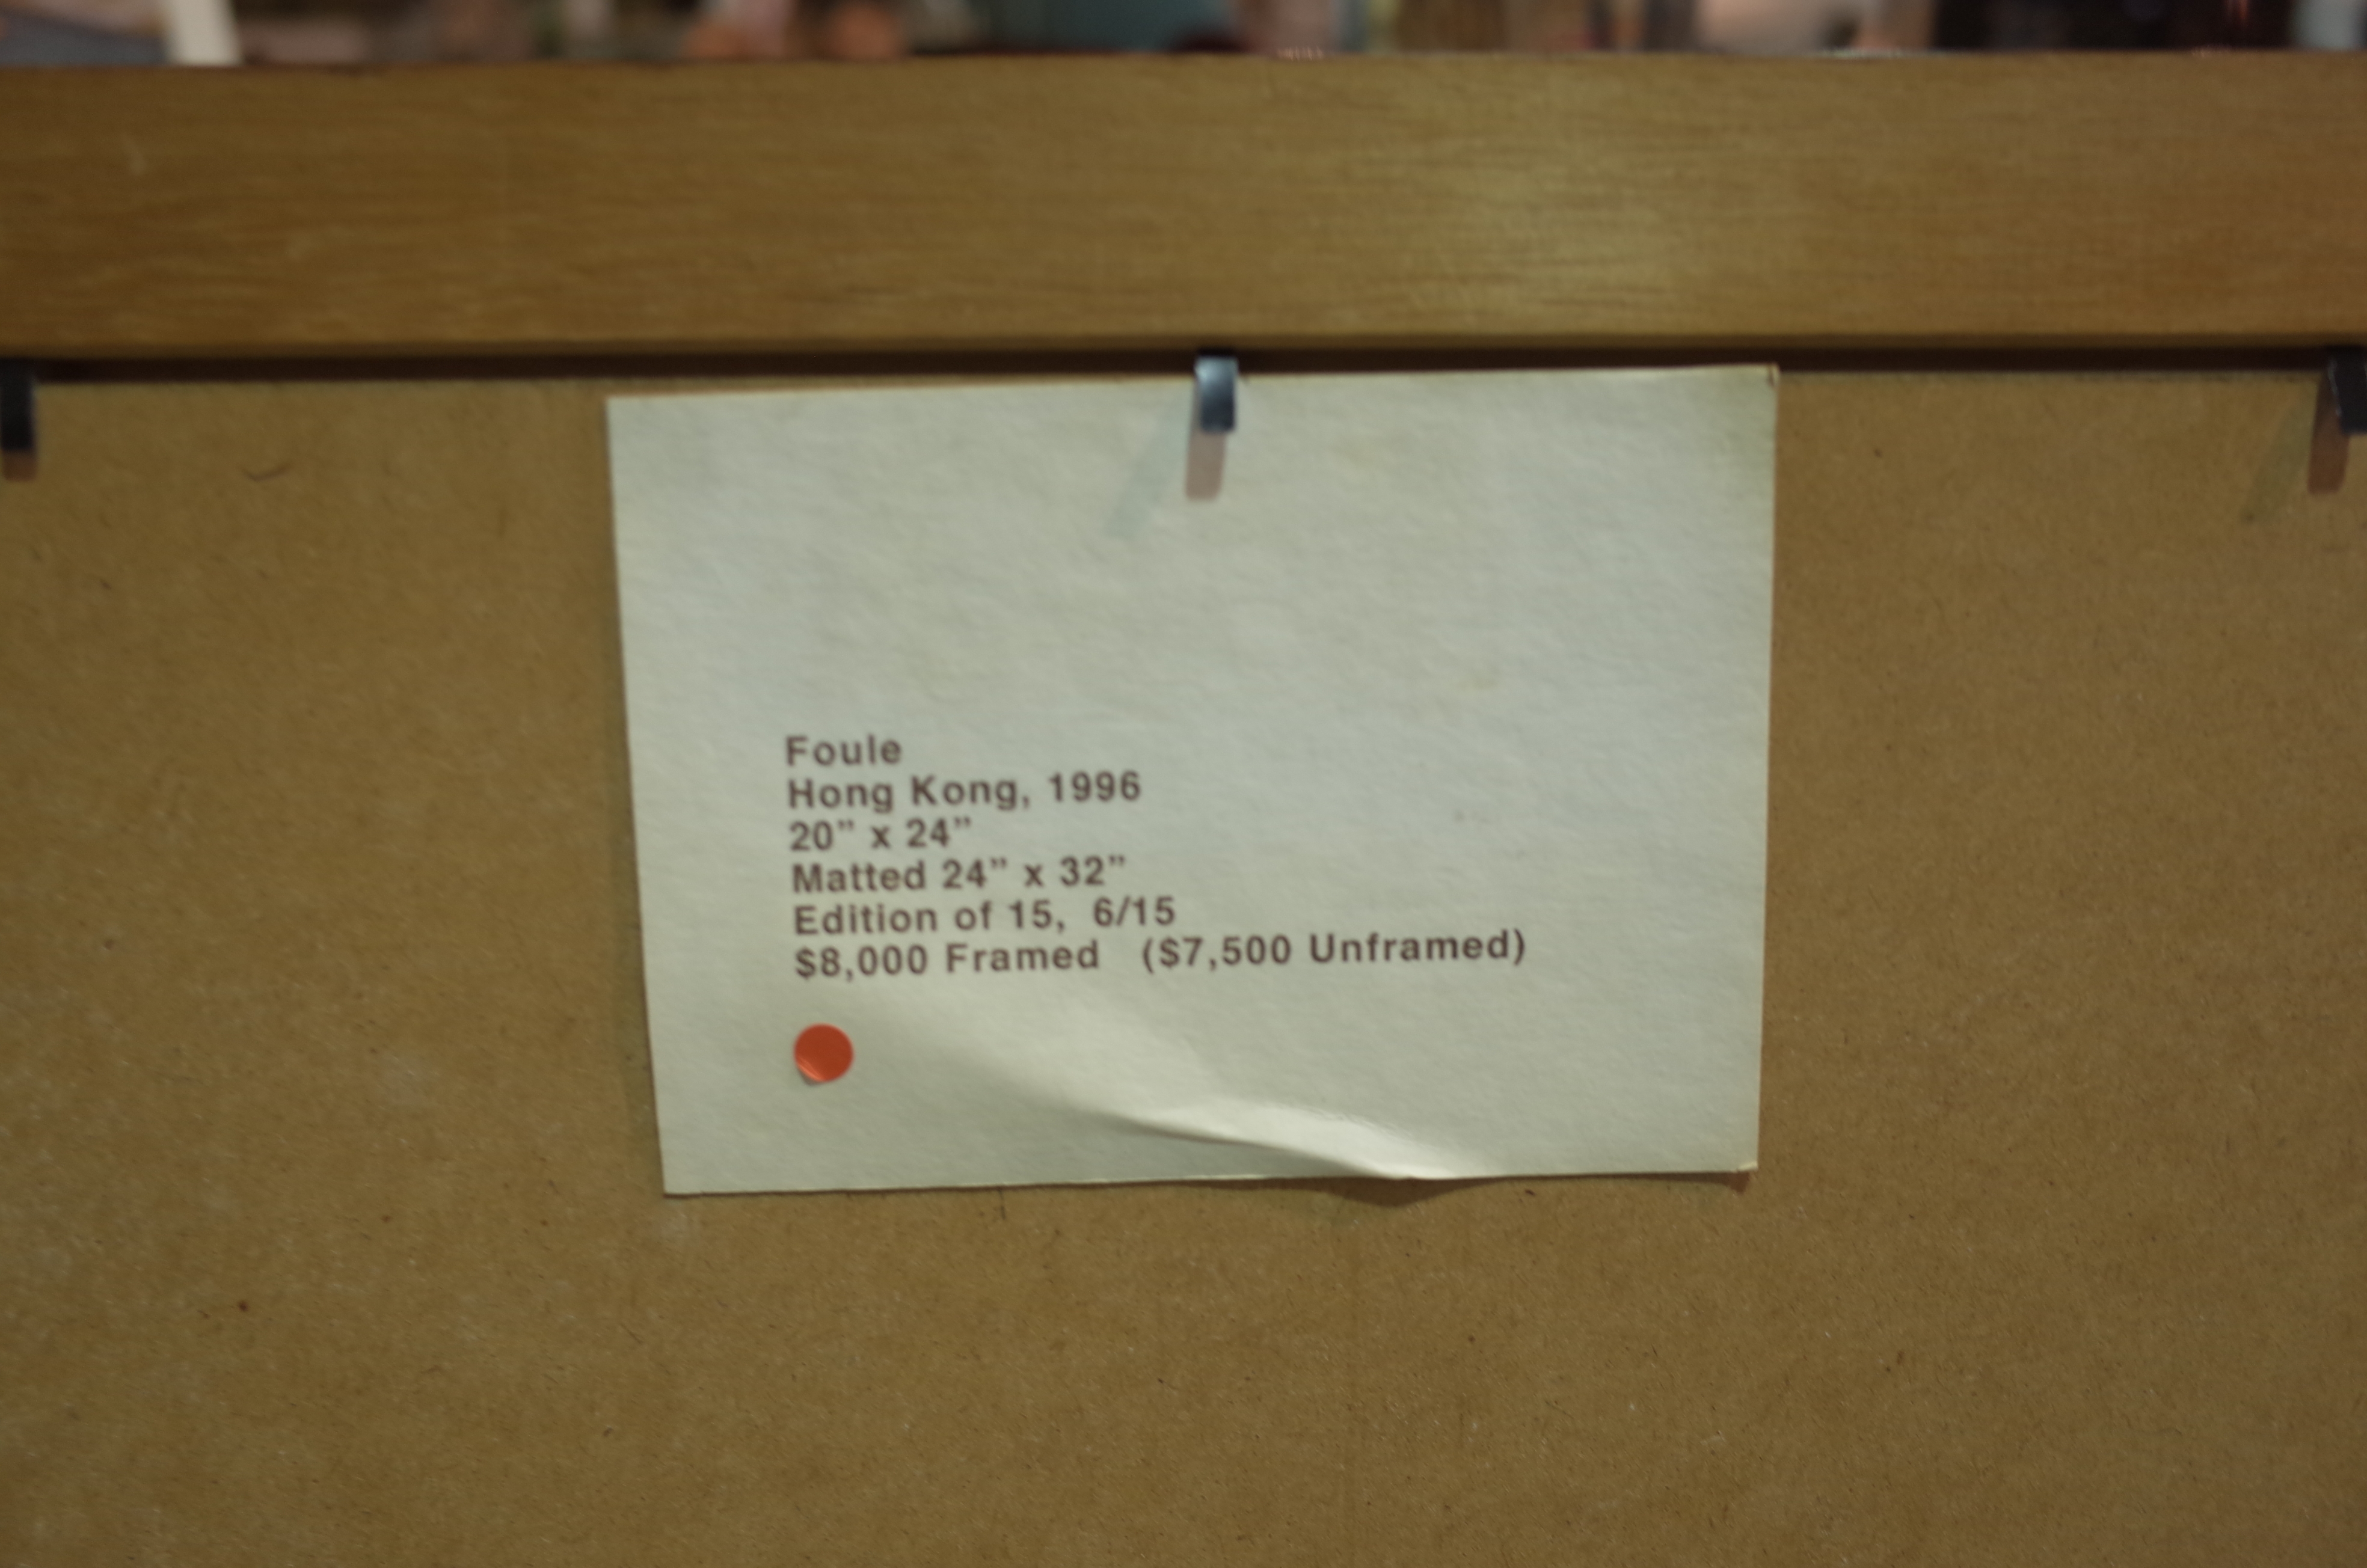 Foule
Hong Kong, 1996
20” x 24”
Matted 24” x 32”
Edition of 15,  6/15
$8,000 Framed   ($7,500 Unframed)